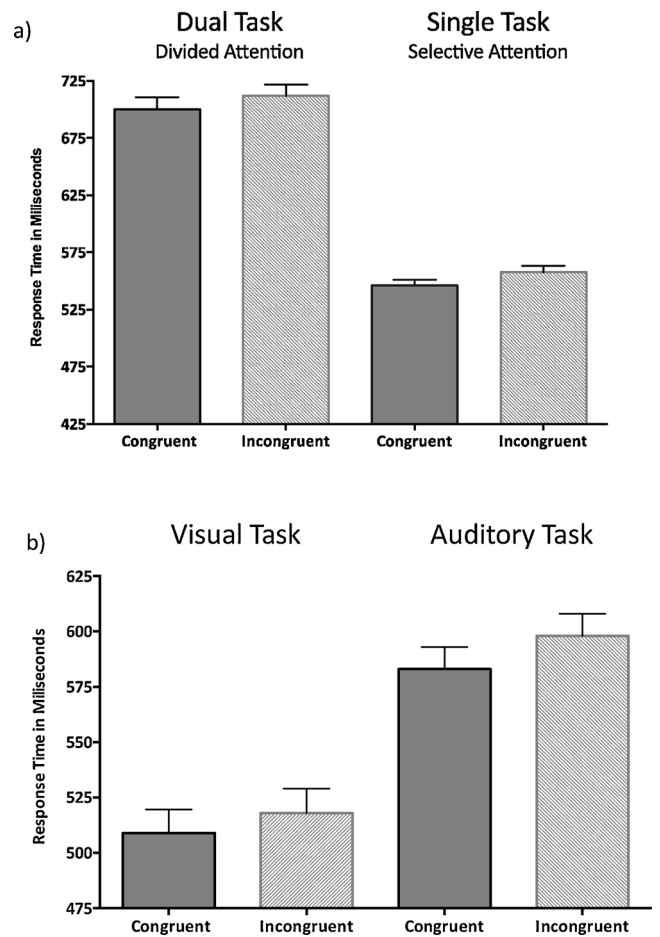 a)
Dual Task Single Task
Divided Attention Selective Attention
725
675
625
575
525
475
425
Response Time in Miliseconds
Congruent Incongruent Congruent Incongruent
b)
Visual Task Auditory Task
625
600
575
550
525
500
475
Response Time in Miliseconds
Congruent Incongruent Congruent Incongruent